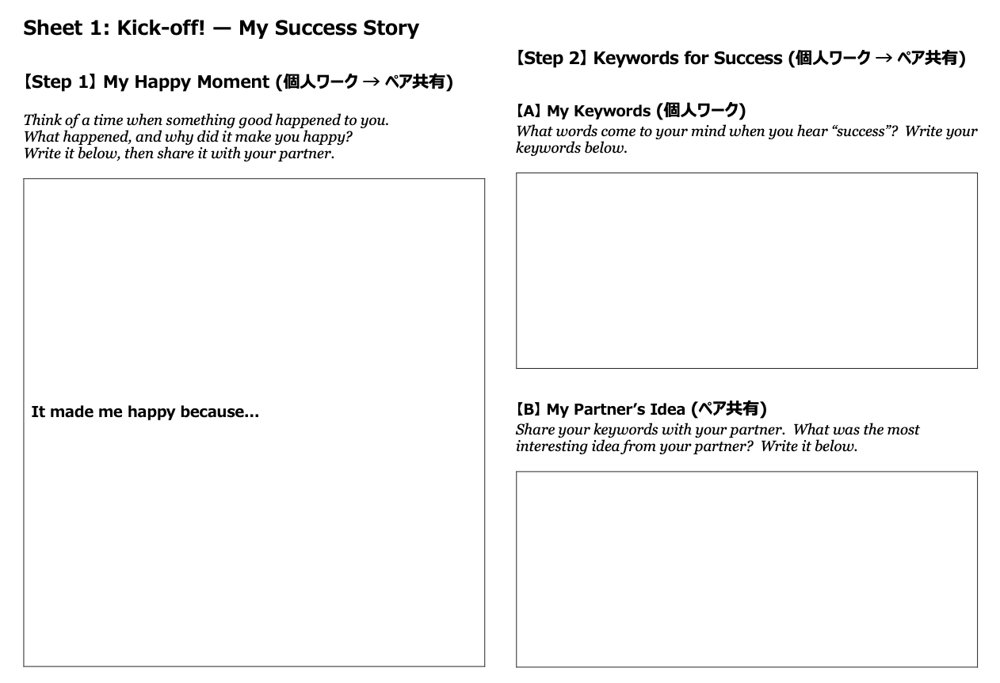 Sheet 1: Kick-off! — My Success Story
【Step 1】 My Happy Moment (個人ワーク → ペア共有)
Think of a time when something good happened to you.
What happened, and why did it make you happy?
Write it below, then share it with your partner.
It made me happy because…
【Step 2】 Keywords for Success (個人ワーク → ペア共有)
【A】 My Keywords (個人ワーク)
What words come to your mind when you hear “success”?  Write your
keywords below.
【B】 My Partner’s Idea (ペア共有)
Share your keywords with your partner.  What was the most
interesting idea from your partner?  Write it below.